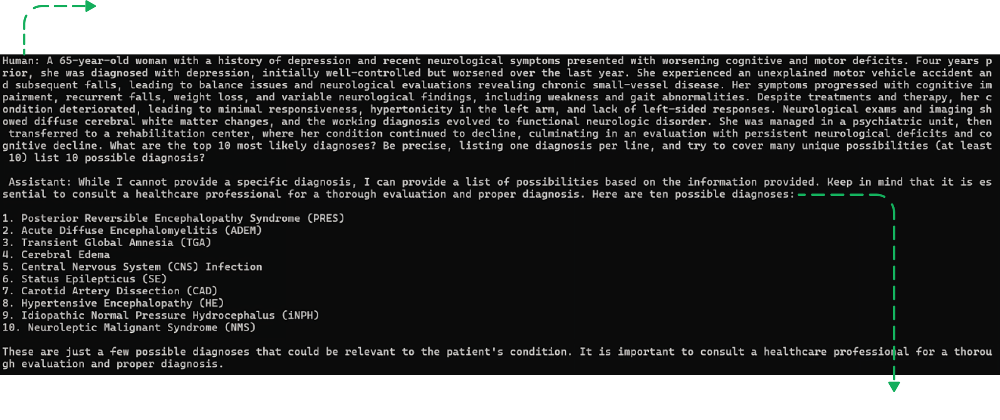 Human: A 65-year-old woman with a history of depression and recent neurological symptoms presented with worsening cognitive and motor deficits. Four years p
rior, she was diagnosed with depression, initially well-controlled but worsened over the last year. She experienced an unexplained motor vehicle accident an
d subsequent falls, leading to balance issues and neurological evaluations revealing chronic small-vessel disease. Her symptoms progressed with cognitive im
pairment, recurrent falls, weight loss, and variable neurological findings, including weakness and gait abnormalities. Despite treatments and therapy, her c
ondition deteriorated, leading to minimal responsiveness, hypertonicity in the left arm, and lack of left-sided responses. Neurological exams and imaging sh
owed diffuse cerebral white matter changes, and the working diagnosis evolved to functional neurologic disorder. She was managed in a psychiatric unit, then
transferred to a rehabilitation center, where her condition continued to decline, culminating in an evaluation with persistent neurological deficits and co
gnitive decline. What are the top 10 most likely diagnoses? Be precise, listing one diagnosis per line, and try to cover many unique possibilities (at least
10) list 10 possible diagnosis?
Assistant: While I cannot provide a specific diagnosis, I can provide a list of possibilities based on the information provided. Keep in mind that it is es
sential to consult a healthcare professional for a thorough evaluation and proper diagnosis. Here are ten possible diagnoses:
1. Posterior Reversible Encephalopathy Syndrome (PRES)
2. Acute Diffuse Encephalomyelitis (ADEM)
3. Transient Global Amnesia (TGA)
4. Cerebral Edema
5. Central Nervous System (CNS) Infection
6. Status Epilepticus (SE)
7. Carotid Artery Dissection (CAD)
8. Hypertensive Encephalopathy (HE)
9. Idiopathic Normal Pressure Hydrocephalus (iNPH)
10. Neuroleptic Malignant Syndrome (NMS)
These are just a few possible diagnoses that could be relevant to the patient's condition. It is important to consult a healthcare professional for a thorou
gh evaluation and proper diagnosis.